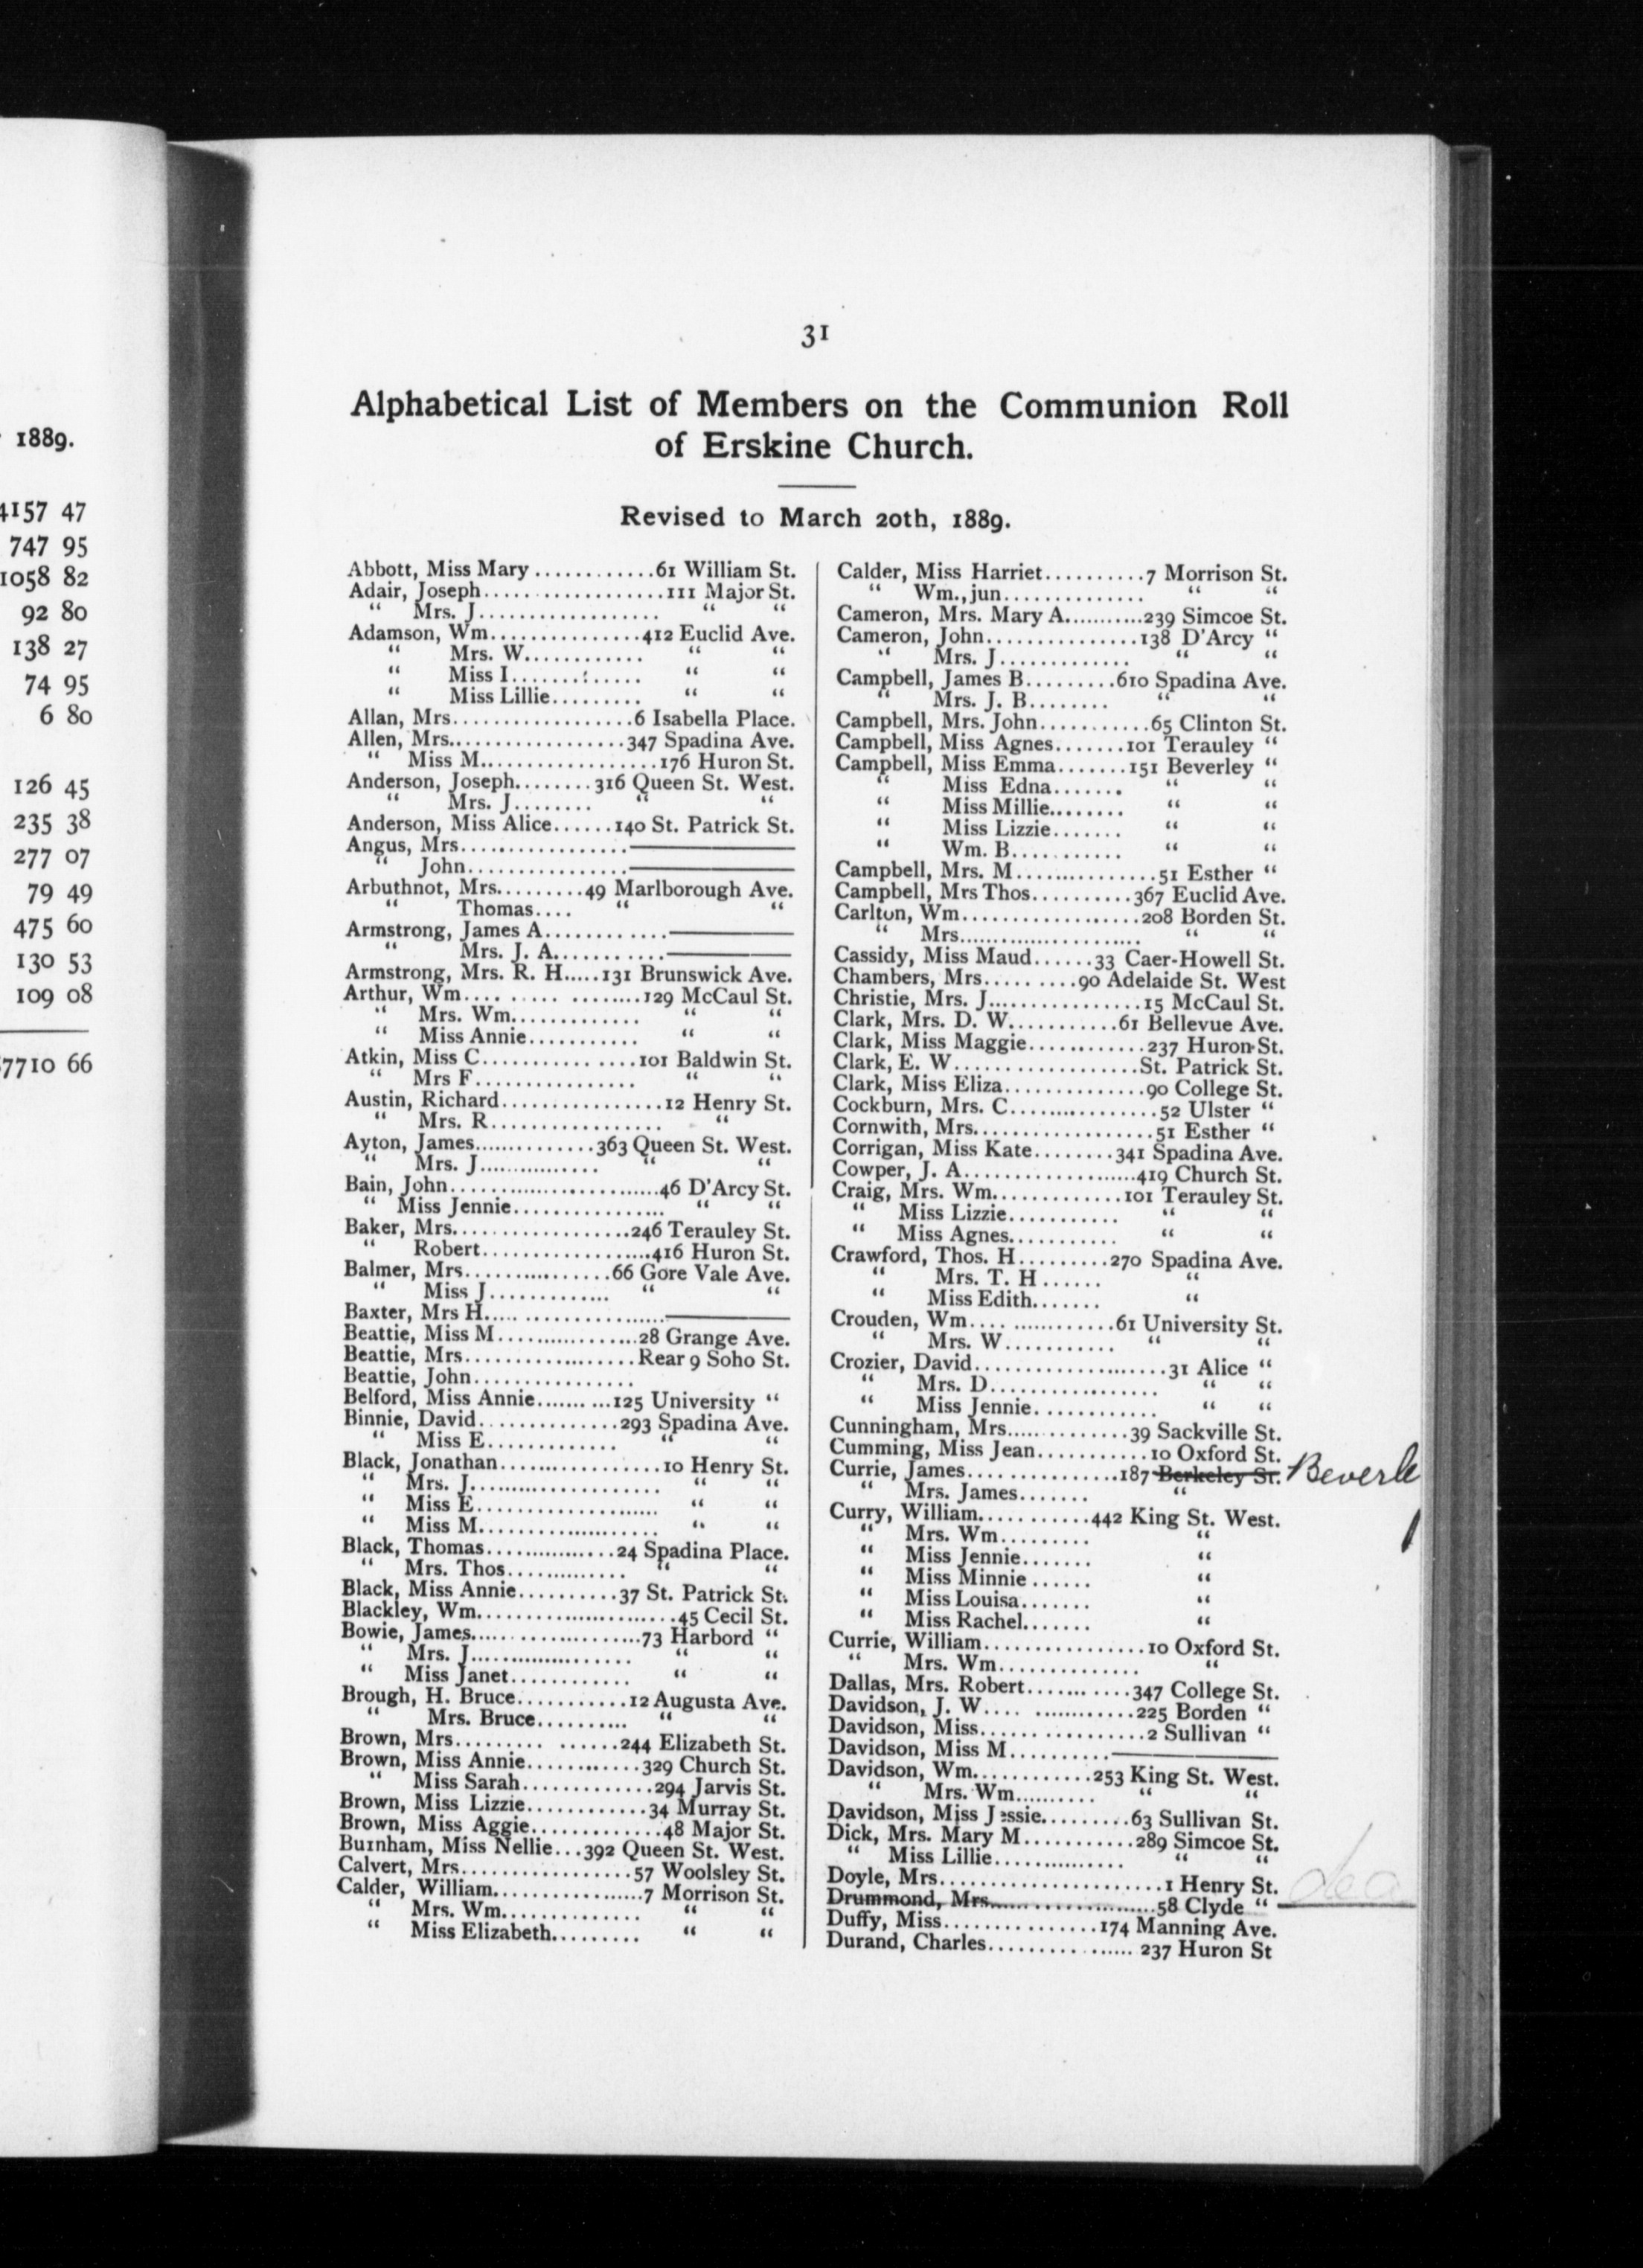 1889.
4157 47
747 95
1058 82
92 80
138 27
74 95
6 80
126 45
235 38
277 07
79 49
475 60
130 53
109 08
7710 66
31
Alphabetical List of Members on the Communion Roll
of Erskine Church.
Revised to March 20th, 1889.
Abbott, Miss Mary............61 William St.
Adair, Joseph..................111 Major St.
“ Mrs. J.................. “ “
Adamson, Wm...............412 Euclid Ave.
“ Mrs. W............ “ “
“ Miss I............. “ “
“ Miss Lillie......... “ “
Allan, Mrs..................6 Isabella Place.
Allen, Mrs..................347 Spadina Ave.
“ Miss M..................176 Huron St.
Anderson, Joseph........316 Queen St. West.
“ Mrs. J........ “ “
Anderson, Miss Alice......140 St. Patrick St.
Angus, Mrs.................
“ John................
Arbuthnot, Mrs.........49 Marlborough Ave.
“ Thomas.... “ “
Armstrong, James A............
“ Mrs. J. A...........
Armstrong, Mrs. R. H.....131 Brunswick Ave.
Arthur, Wm.... ..... ........129 McCaul St.
“ Mrs. Wm............. “ “
“ Miss Annie........... “ “
Atkin, Miss C...............101 Baldwin St.
“ Mrs F................ “ “
Austin, Richard................12 Henry St.
“ Mrs. R................. “
Ayton, James.............363 Queen St. West.
“ Mrs. J............... “ “
Bain, John.....................46 D'Arcy St.
“ Miss Jennie................ “ “
Baker, Mrs..................246 Terauley St.
“ Robert..................416 Huron St.
Balmer, Mrs...............66 Gore Vale Ave.
“ Miss J............. “ “
Baxter, Mrs H..... ..................
Beattie, Miss M...............28 Grange Ave.
Beattie, Mrs.................Rear 9 Soho St.
Beattie, John................
Belford, Miss Annie..........125 University “
Binnie, David..............293 Spadina Ave.
“ Miss E............. “ “
Black, Jonathan................10 Henry St.
“ Mrs. J................... “ “
“ Miss E.................. “ “
“ Miss M.................. “ “
Black, Thomas.............24 Spadina Place.
“ Mrs. Thos............ “ “
Black, Miss Annie..........37 St. Patrick St.
Blackley, Wm....................45 Cecil St.
Bowie, James.................73 Harbord “
“ Mrs. J................ “ “
“ Miss Janet............ “ “
Brough, H. Bruce...........12 Augusta Ave.
“ Mrs. Bruce.......... “ “
Brown, Mrs......... ......244 Elizabeth St.
Brown, Miss Annie...........329 Church St.
“ Miss Sarah.............294 Jarvis St.
Brown, Miss Lizzie............34 Murray St.
Brown, Miss Aggie.............48 Major St.
Burnham, Miss Nellie...392 Queen St. West.
Calvert, Mrs.................57 Woolsley St.
Calder, William...............7 Morrison St.
“ Mrs. Wm.............. “ “
“ Miss Elizabeth......... “ “
Calder, Miss Harriet..........7 Morrison St.
“ Wm., jun.............. “ “
Cameron, Mrs. Mary A...........239 Simcoe St.
Cameron, John...............138 D'Arcy “
“ Mrs. J............. “ “
Campbell, James B.........610 Spadina Ave.
“ Mrs. J. B........ “ “
Campbell, Mrs. John...........65 Clinton St.
Campbell, Miss Agnes.......101 Terauley “
Campbell, Miss Emma.......151 Beverley “
“ Miss Edna....... “ “
“ Miss Millie........ “ “
“ Miss Lizzie....... “ “
“ Wm. B........... “ “
Campbell, Mrs. M..............51 Esther “
Campbell, Mrs Thos..........367 Euclid Ave.
Carlton, Wm..................208 Borden St.
“ Mrs.................... “ “
Cassidy, Miss Maud......33 Caer-Howell St.
Chambers, Mrs.........90 Adelaide St. West
Christie, Mrs. J................15 McCaul St.
Clark, Mrs. D. W...........61 Bellevue Ave.
Clark, Miss Maggie............237 Huron St.
Clark, E. W...................St. Patrick St.
Clark, Miss Eliza..............90 College St.
Cockburn, Mrs. C...............52 Ulster “
Cornwith, Mrs..................51 Esther “
Corrigan, Miss Kate........341 Spadina Ave.
Cowper, J. A..................419 Church St.
Craig, Mrs. Wm.............101 Terauley St.
“ Miss Lizzie........... “ “
“ Miss Agnes........... “ “
Crawford, Thos. H.........270 Spadina Ave.
“ Mrs. T. H...... “
“ Miss Edith....... “
Crouden, Wm.... ............61 University St.
“ Mrs. W........... “ “
Crozier, David....................31 Alice “
“ Mrs. D................. “ “
“ Miss Jennie............ “ “
Cunningham, Mrs.............39 Sackville St.
Cumming, Miss Jean...........10 Oxford St.
Currie, James...............187 Berkeley St. Beverle
“ Mrs. James....... “
Curry, William...........442 King St. West.
“ Mrs. Wm......... “
“ Miss Jennie....... “
“ Miss Minnie...... “
“ Miss Louisa....... “
“ Miss Rachel....... “
Currie, William................10 Oxford St.
“ Mrs. Wm.............. “
Dallas, Mrs. Robert...........347 College St.
Davidson, J. W.... ............225 Borden “
Davidson, Miss................2 Sullivan “
Davidson, Miss M..........
Davidson, Wm............253 King St. West.
“ Mrs. Wm.......... “ “
Davidson, Miss Jessie.........63 Sullivan St.
Dick, Mrs. Mary M...........289 Simcoe St.
“ Miss Lillie............. “ “
Doyle, Mrs......................1 Henry St.
Drummond, Mrs...................58 Clyde “ dea
Duffy, Miss...............174 Manning Ave.
Durand, Charles................ 237 Huron St